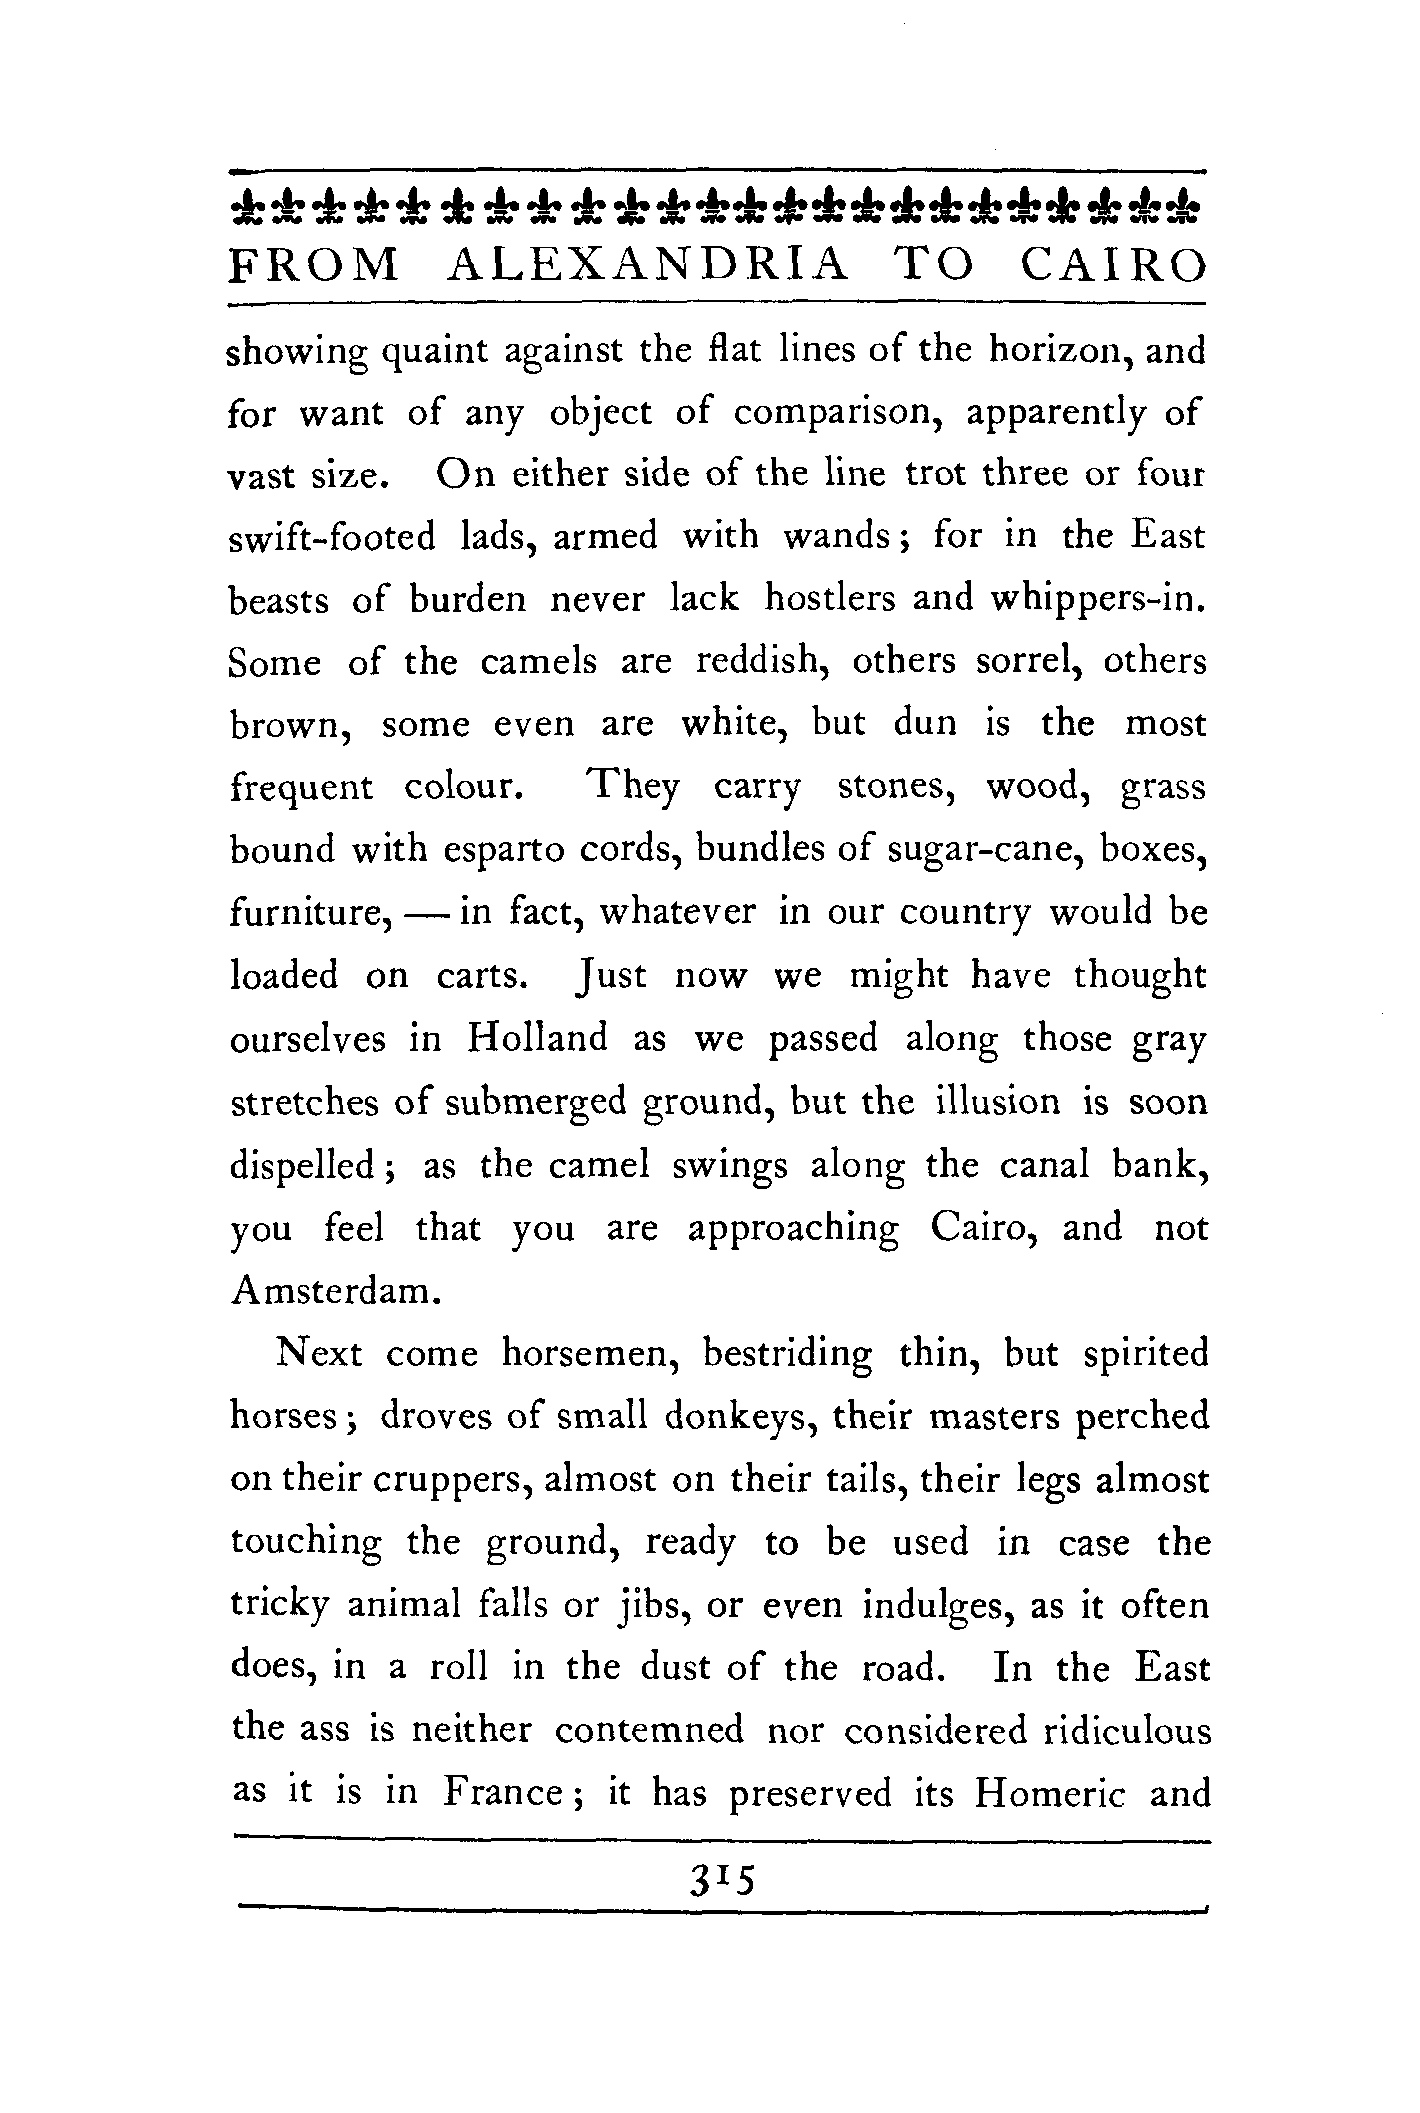 FROM ALEXANDRIA TO CAIRO
showing quaint against the flat lines of the horizon, and
for want of any object of comparison, apparently of
vast size. On either side of the line trot three or four
swift-footed lads, armed with wands; for in the East
beasts of burden never lack hostlers and whippers-in.
Some of the camels are reddish, others sorrel, others
brown, some even are white, but dun is the most
frequent colour. They carry stones, wood, grass
bound with esparto cords, bundles of sugar-cane, boxes,
furniture, — in fact, whatever in our country would be
loaded on carts. Just now we might have thought
ourselves in Holland as we passed along those gray
stretches of submerged ground, but the illusion is soon
dispelled; as the camel swings along the canal bank,
you feel that you are approaching Cairo, and not
Amsterdam.
Next come horsemen, bestriding thin, but spirited
horses; droves of small donkeys, their masters perched
on their cruppers, almost on their tails, their legs almost
touching the ground, ready to be used in case the
tricky animal falls or jibs, or even indulges, as it often
does, in a roll in the dust of the road. In the East
the ass is neither contemned nor considered ridiculous
as it is in France; it has preserved its Homeric and
315